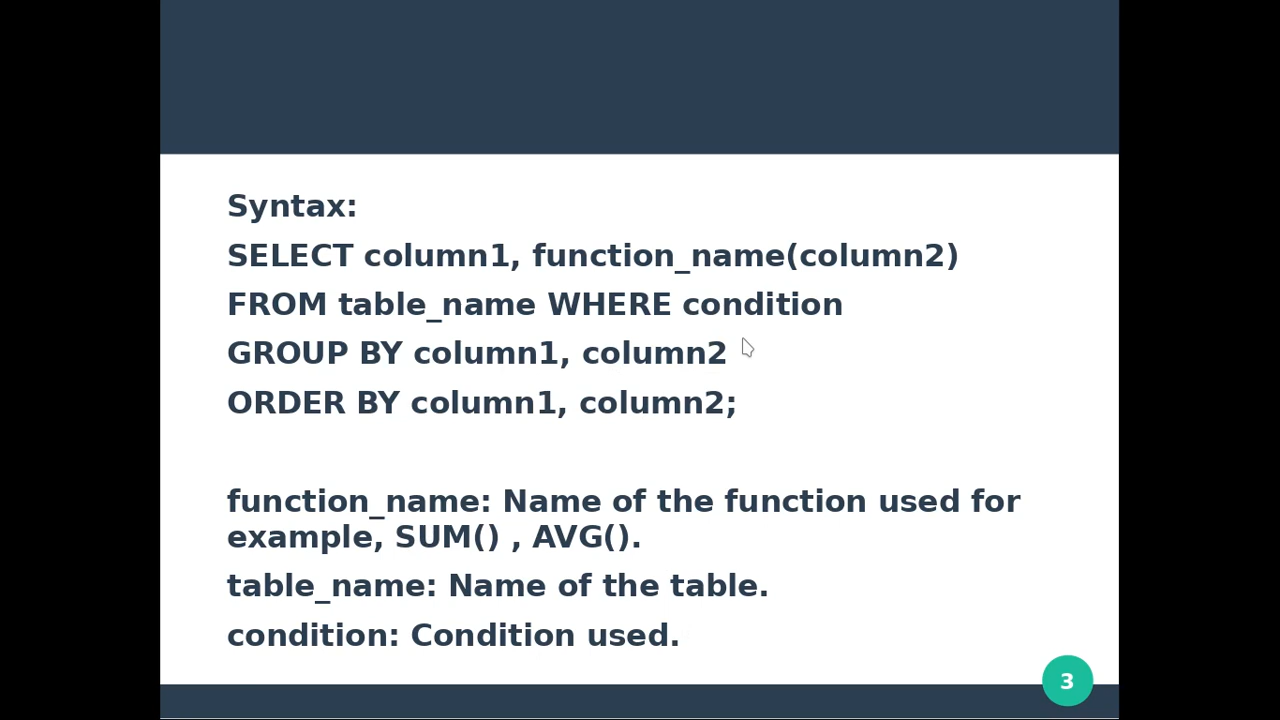 Syntax:
SELECT column1, function_name(column2)
FROM table_name WHERE condition
GROUP BY column1, column2
ORDER BY column1, column2;
function_name: Name of the function used for
example, SUM() , AVG().
table_name: Name of the table.
condition: Condition used.
3